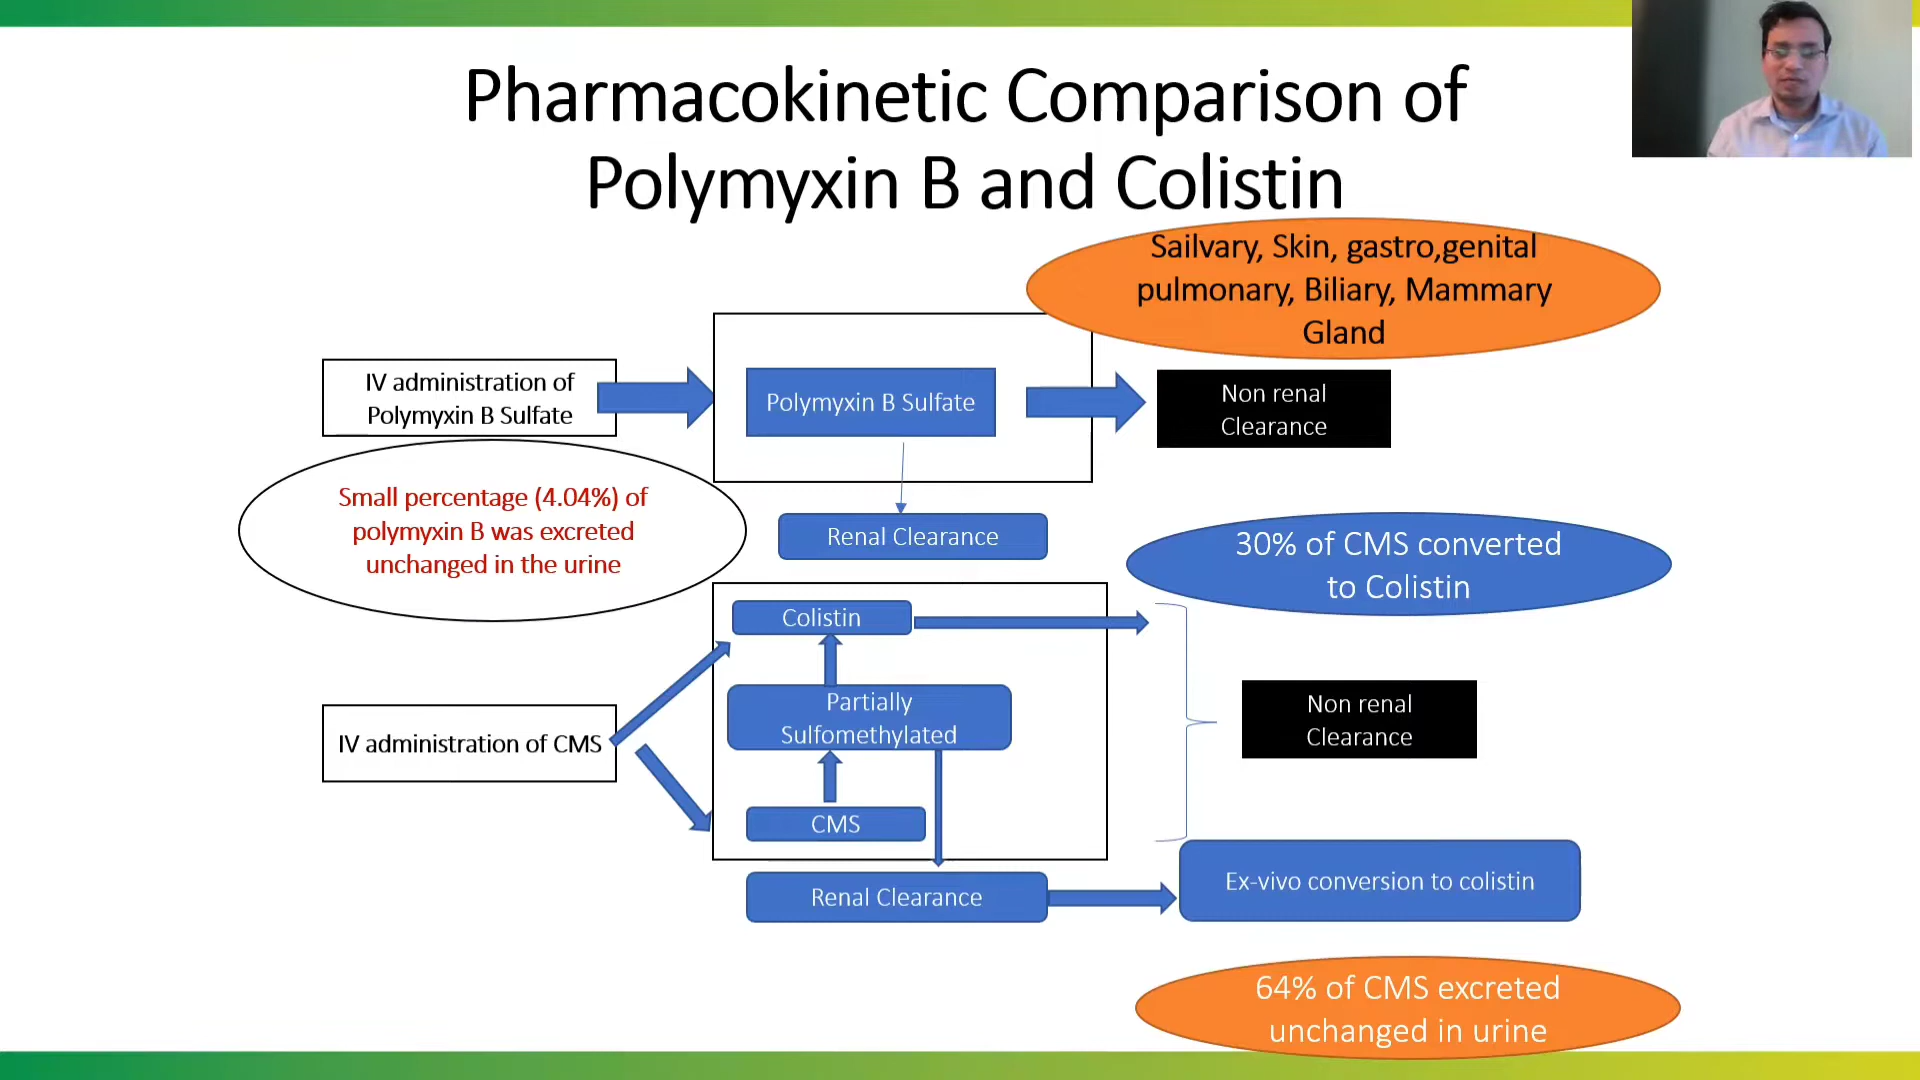 Pharmacokinetic Comparison of
Polymyxin B and Colistin
Sailvary, Skin, gastro,genital
pulmonary, Biliary, Mammary
Gland
IV administration of
Polymyxin B Sulfate
Polymyxin B Sulfate
Non renal
Clearance
Small percentage (4.04%) of
polymyxin B was excreted
unchanged in the urine
Renal Clearance
30% of CMS converted
to Colistin
Colistin
Partially
Sulfomethylated
IV administration of CMS
Non renal
Clearance
CMS
Renal Clearance
Ex-vivo conversion to colistin
64% of CMS excreted
unchanged in urine